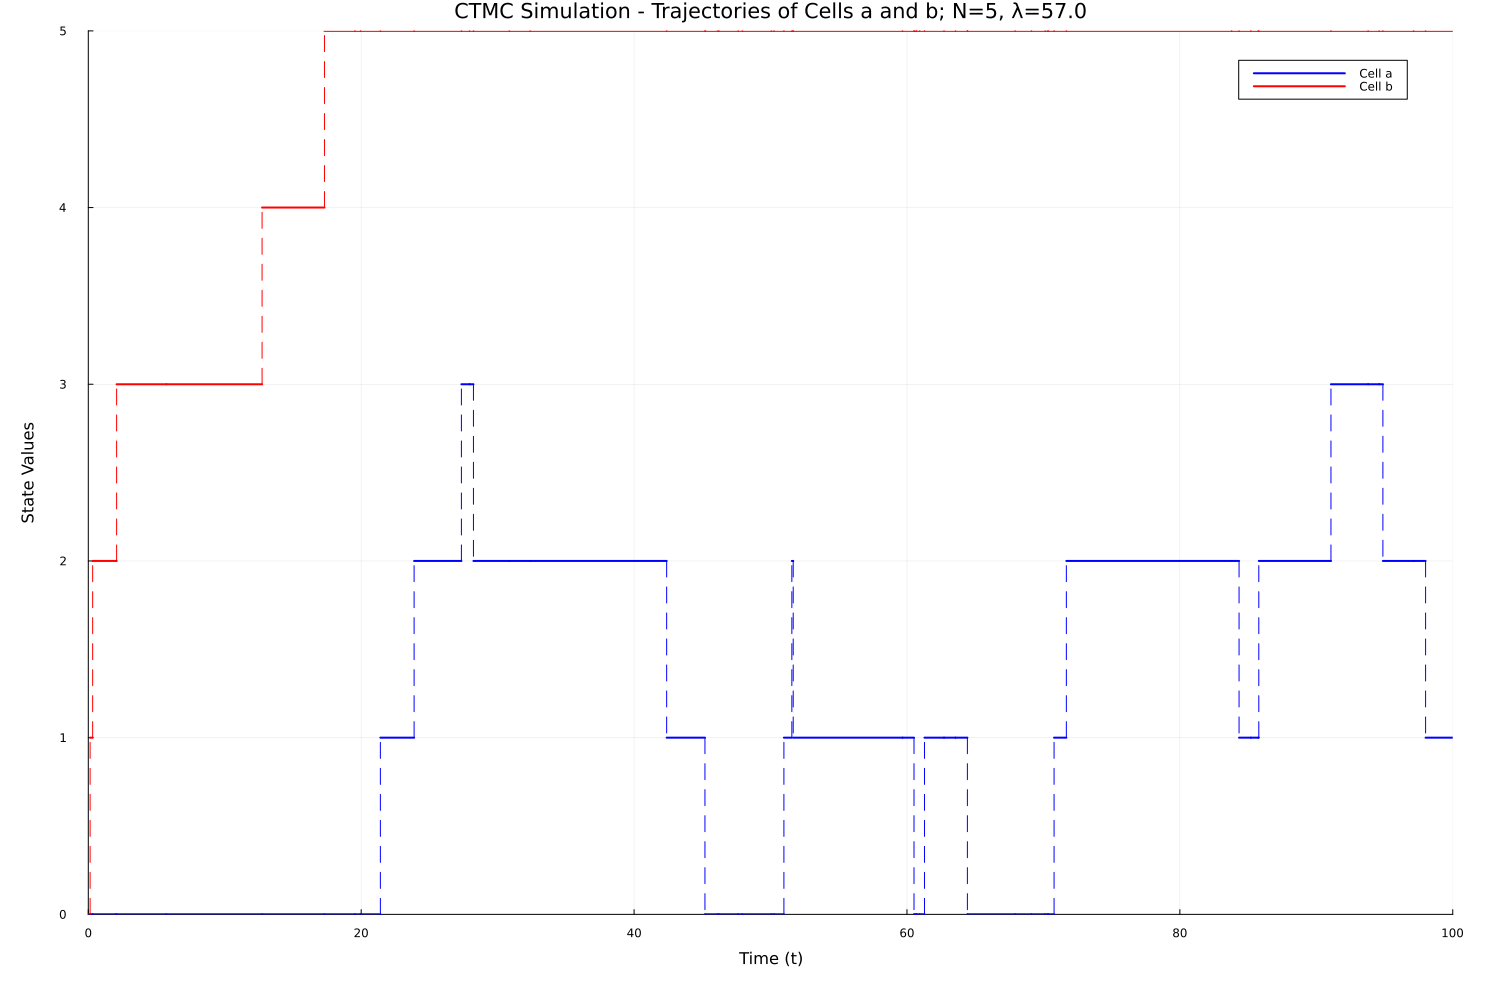 CTMC Simulation - Trajectories of Cells a and b; N=5, λ=57.0
Cell a
Cell b
State Values
5
4
3
2
1
0
0 20 40 60 80 100
Time (t)